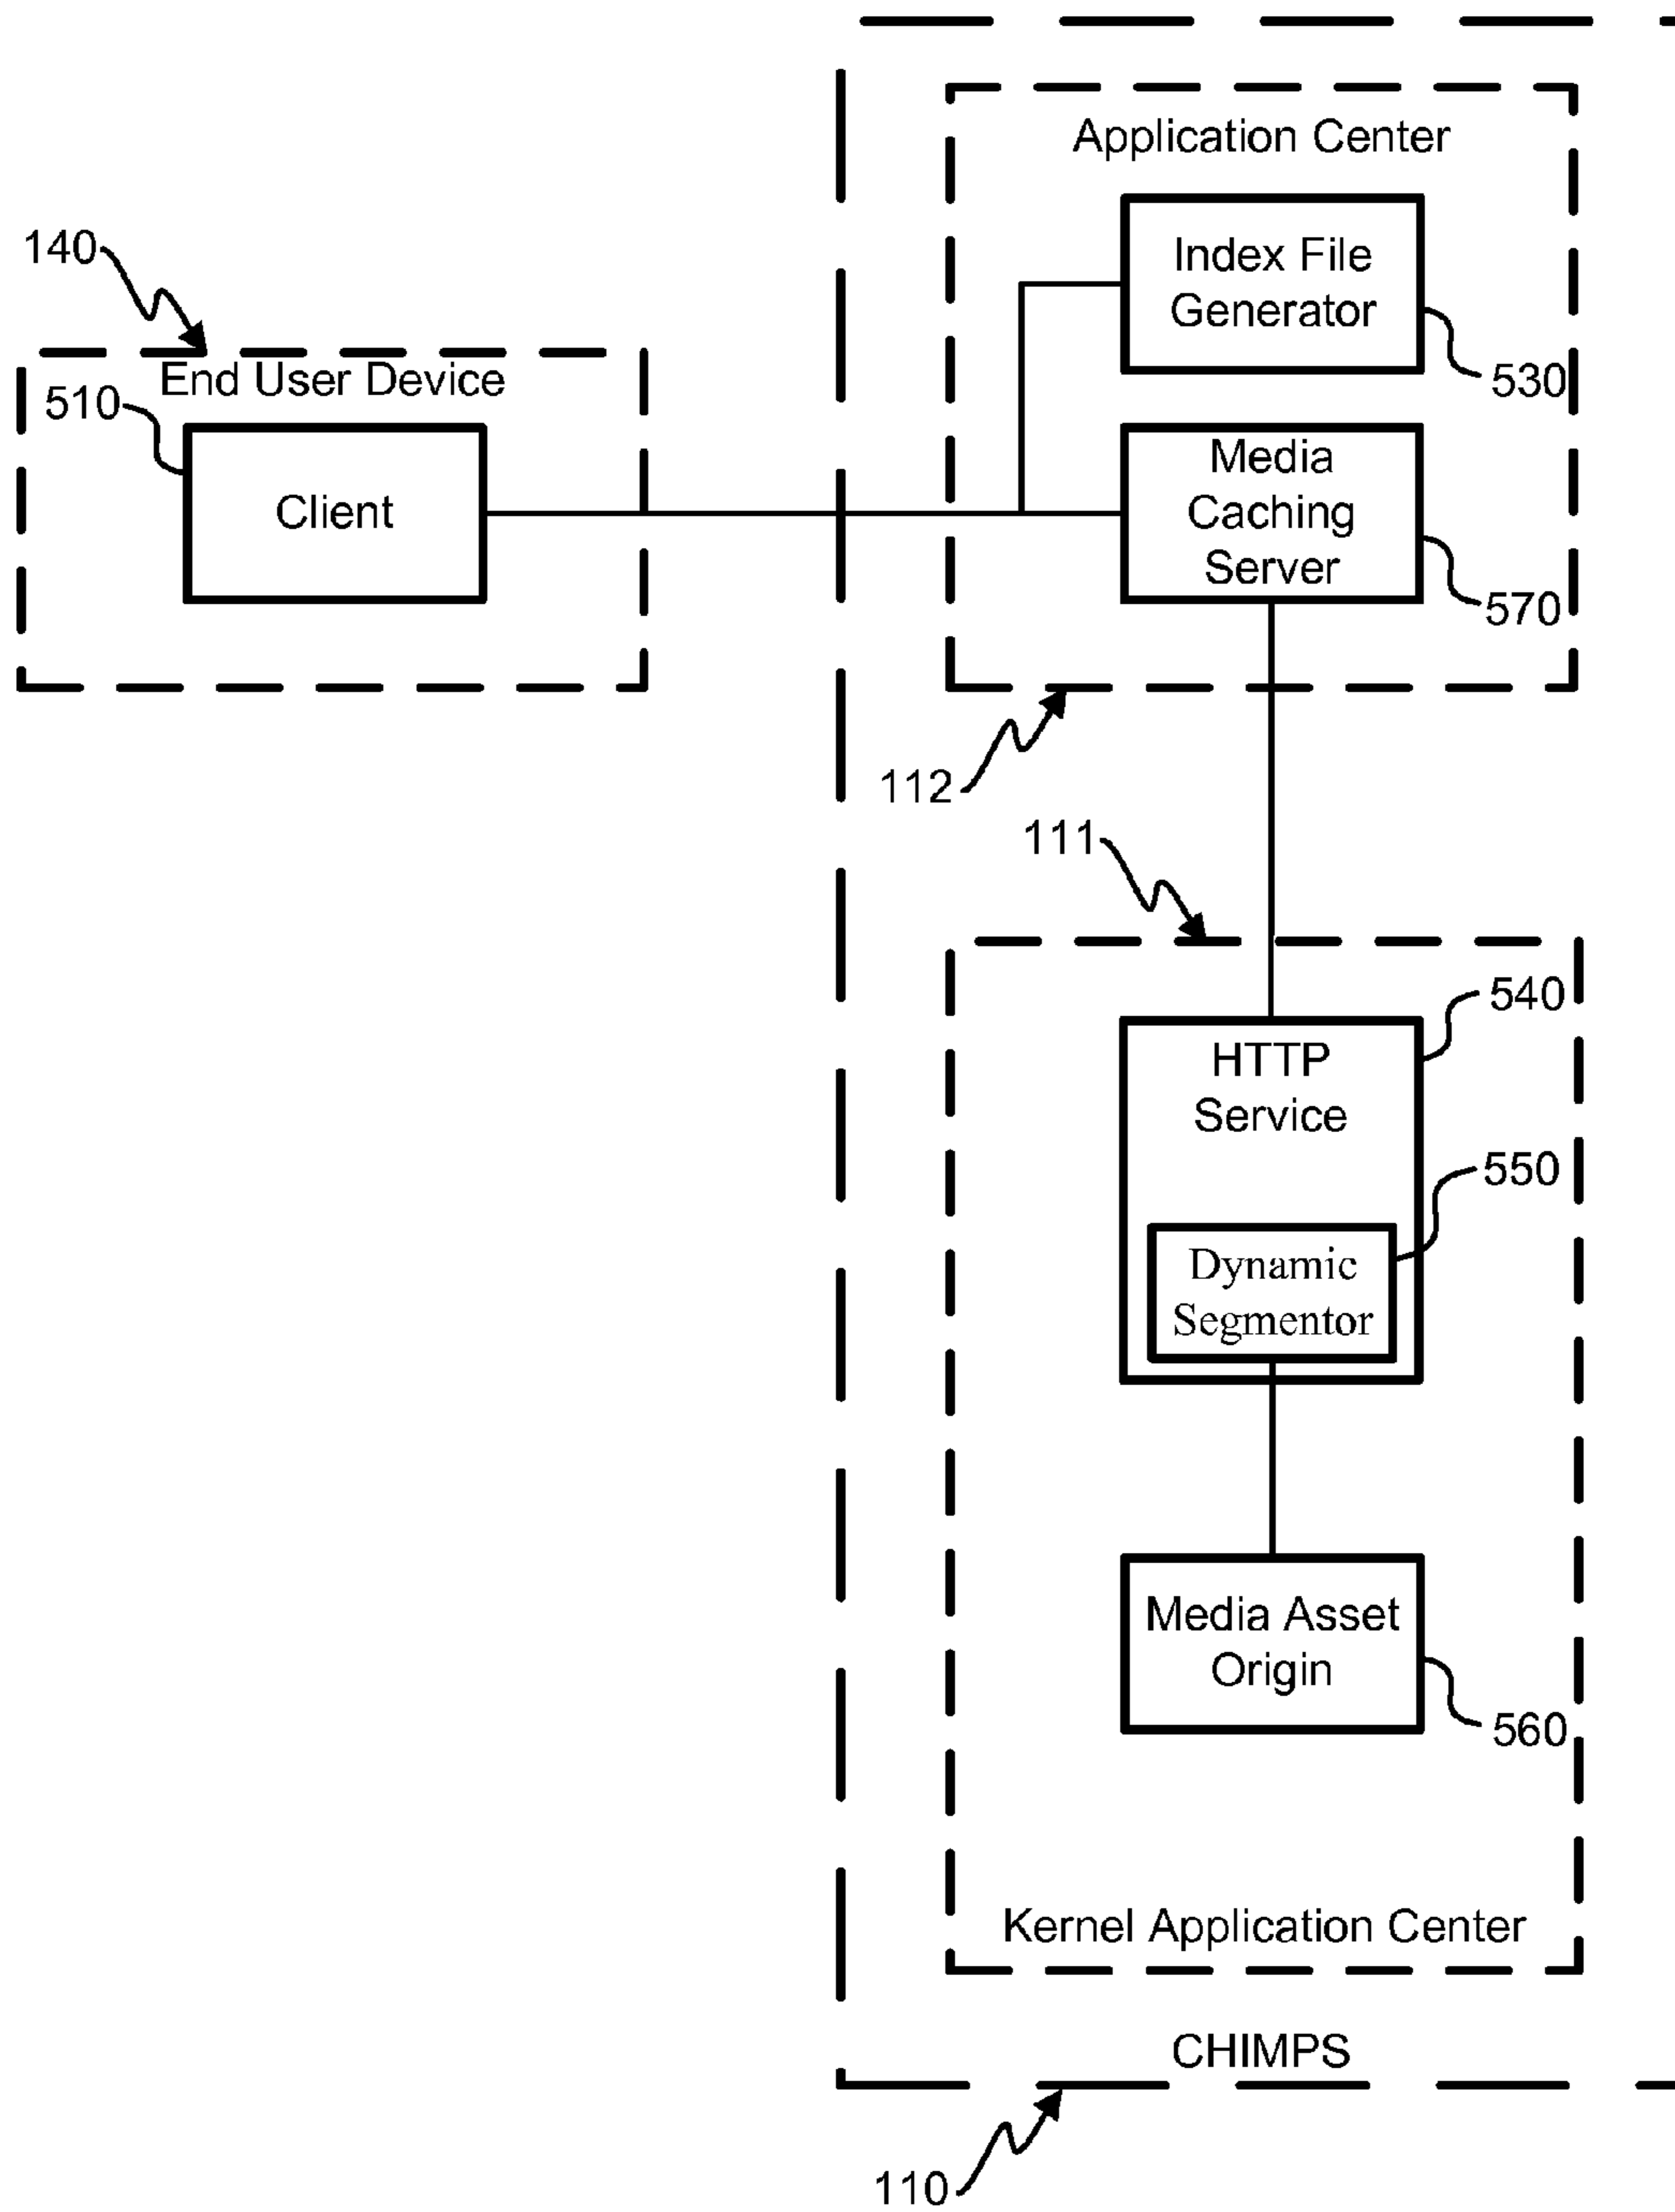 Application Center
Index File
Generator
530
140
End User Device
510
Client
Media
Caching
Server
570
112
111
540
HTTP
Service
550
Dynamic
Segmentor
Media Asset
Origin
560
Kernel Application Center
CHIMPS
110